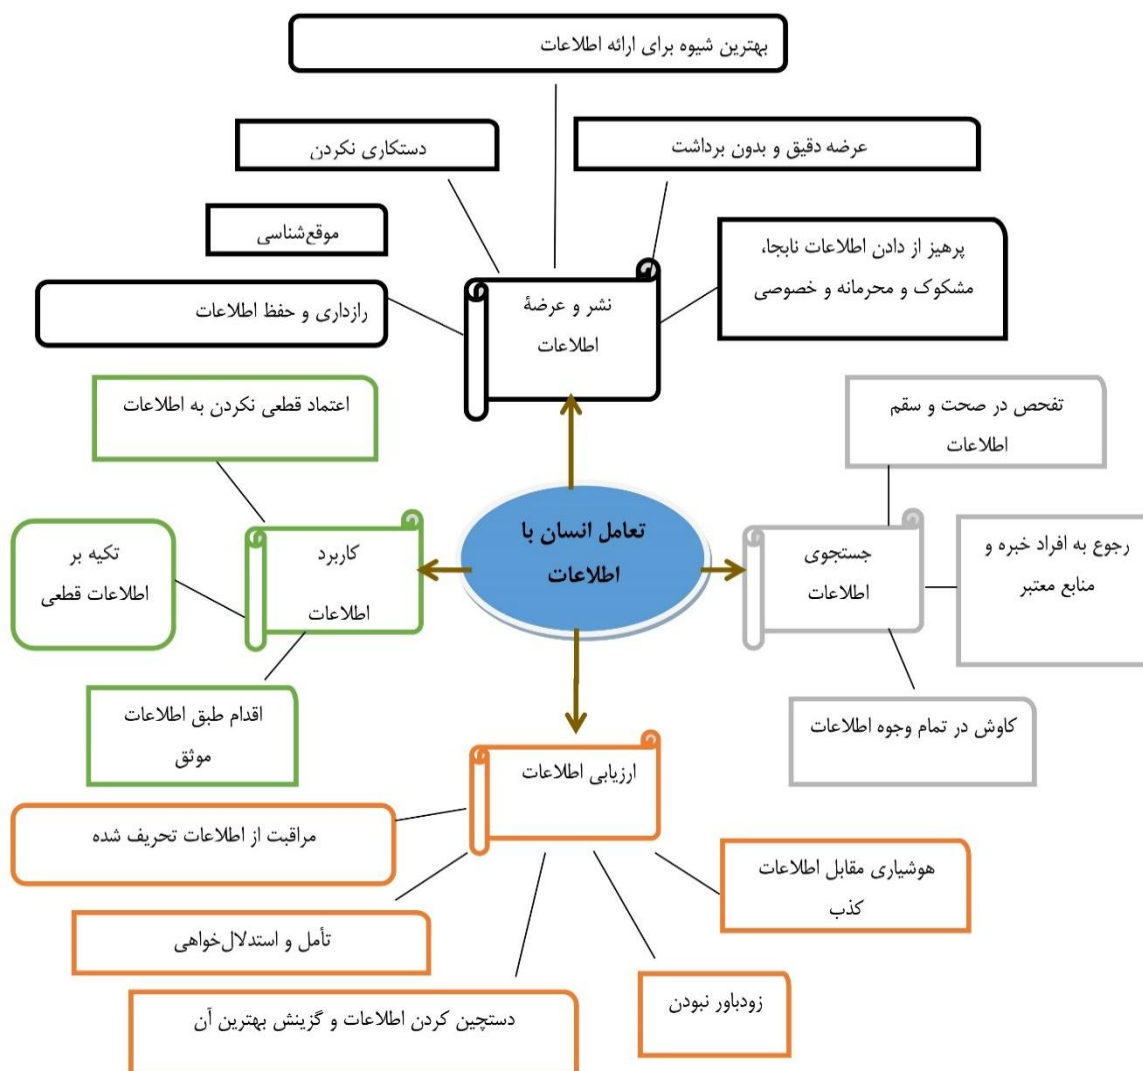 بهترین شیوه برای ارائه اطلاعات
عرضه دقیق و بدون برداشت
دستکاری نکردن
موقع‌شناسی
پرهیز از دادن اطلاعات نابجا،
مشکوک و محرمانه و خصوصی
رازداری و حفظ اطلاعات
نشر و عرضهٔ
اطلاعات
تفحص در صحت و سقم
اطلاعات
اعتماد قطعی نکردن به اطلاعات
رجوع به افراد خبره و
منابع معتبر
جستجوی
اطلاعات
تعامل انسان با
اطلاعات
کاربرد
اطلاعات
تکیه بر
اطلاعات قطعی
کاوش در تمام وجوه اطلاعات
اقدام طبق اطلاعات
موثق
ارزیابی اطلاعات
مراقبت از اطلاعات تحریف شده
هوشیاری مقابل اطلاعات
کذب
تأمل و استدلال‌خواهی
زودباور نبودن
دستچین کردن اطلاعات و گزینش بهترین آن